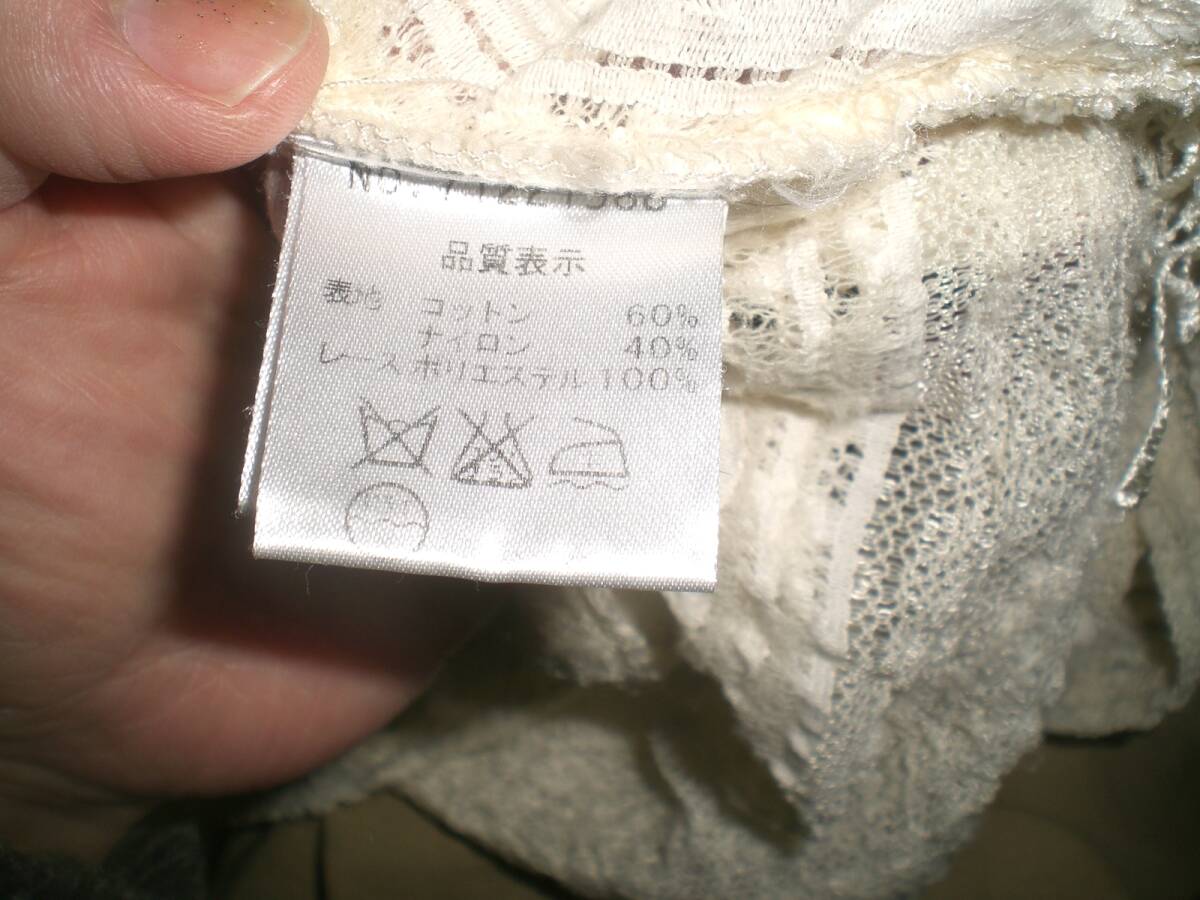 品質表示
表地 コットン 60%
ナイロン 40%
レース ポリエステル 100%